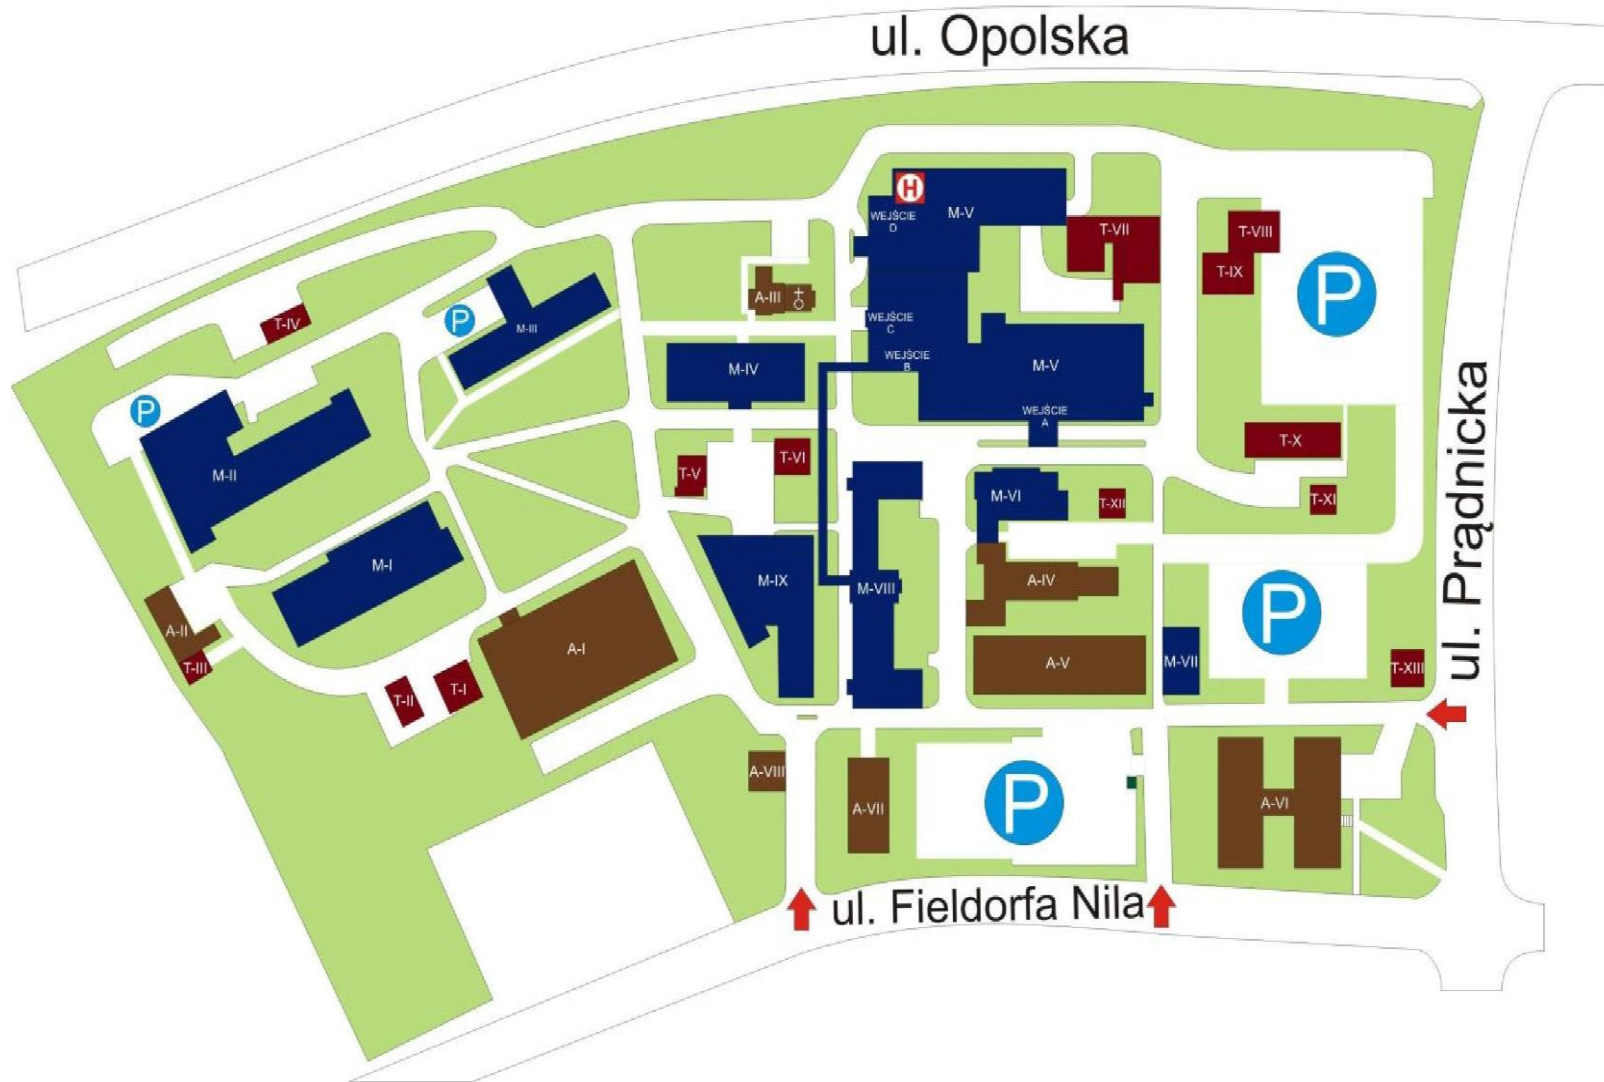 ul. Opolska
H
M-V
WEJŚCIE
D
T-VII
T-VIII
T-IX
P
A-III
T-IV
P
M-III
WEJŚCIE
C
WEJŚCIE
B
M-IV
M-V
WEJŚCIE
A
P
M-II
T-V
T-VI
T-X
ul. Prądnicka
M-VI
T-XII
T-XI
M-I
M-IX
M-VIII
A-IV
P
A-II
T-III
A-I
A-V
M-VII
T-XIII
T-II
T-I
A-VIII
A-VII
P
A-VI
ul. Fieldorfa Nila